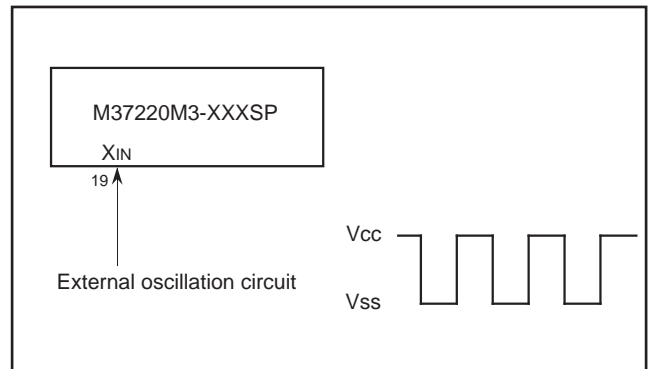 M37220M3-XXXSP
XIN
19
External oscillation circuit
Vcc
Vss